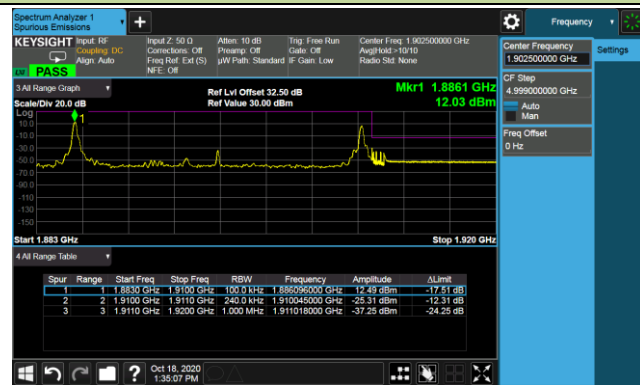 Spectrum Analyzer 1
Spurious Emissions
Frequency
KEYSIGHT
Input: RF
Coupling: DC
Align: Auto
Input Z: 50 Ω
Corrections: Off
Freq Ref: Ext (S)
NFE: Off
Atten: 10 dB
Preamp: Off
µW Path: Standard
Trig: Free Run
Gate: Off
IF Gain: Low
Center Freq: 1.902500000 GHz
Avg|Hold:>10/10
Radio Std: None
PASS
3 All Range Graph
Ref Lvl Offset 32.50 dB
Mkr1 1.8861 GHz
Scale/Div 20.0 dB
Ref Value 30.00 dBm
12.03 dBm
Log
1
10.0
-10.0
-30.0
-50.0
-70.0
-90.0
-110
-130
-150
Start 1.883 GHz
Stop 1.920 GHz
4 All Range Table
Spur Range Start Freq Stop Freq RBW Frequency Amplitude ΔLimit
1 1 1.8830 GHz 1.9100 GHz 100.0 kHz 1.886096000 GHz 12.49 dBm -17.51 dB
2 2 1.9100 GHz 1.9110 GHz 240.0 kHz 1.910045000 GHz -25.31 dBm -12.31 dB
3 3 1.9110 GHz 1.9200 GHz 1.000 MHz 1.911018000 GHz -37.25 dBm -24.25 dB
Center Frequency
1.902500000 GHz
Settings
CF Step
4.999000000 GHz
Auto
Man
Freq Offset
0 Hz
?
Oct 18, 2020
1:35:07 PM